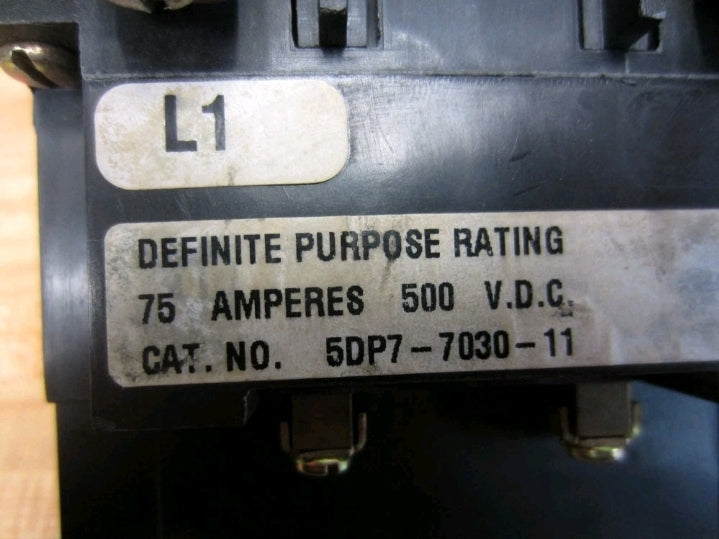 L1
DEFINITE PURPOSE RATING
75 AMPERES 500 V.D.C.
CAT. NO. 5DP7-7030-11